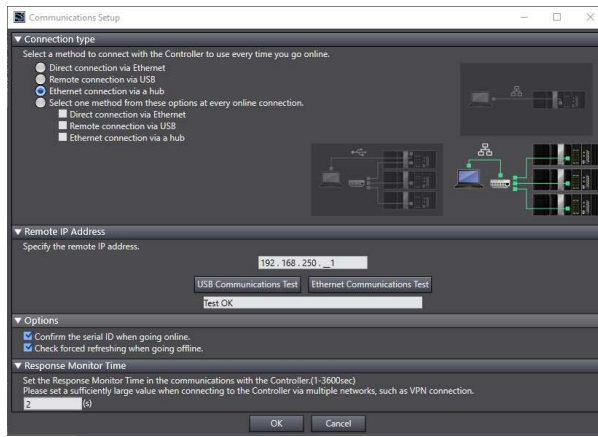 Communications Setup
▼ Connection type
Select a method to connect with the Controller to use every time you go online.
Direct connection via Ethernet
Remote connection via USB
Ethernet connection via a hub
Select one method from these options at every online connection.
Direct connection via Ethernet
Remote connection via USB
Ethernet connection via a hub
▼ Remote IP Address
Specify the remote IP address.
192 . 168 . 250 . __1
USB Communications Test Ethernet Communications Test
Test OK
▼ Options
Confirm the serial ID when going online.
Check forced refreshing when going offline.
▼ Response Monitor Time
Set the Response Monitor Time in the communications with the Controller.(1-3600sec)
Please set a sufficiently large value when connecting to the Controller via multiple networks, such as VPN connection.
2 (s)
OK Cancel